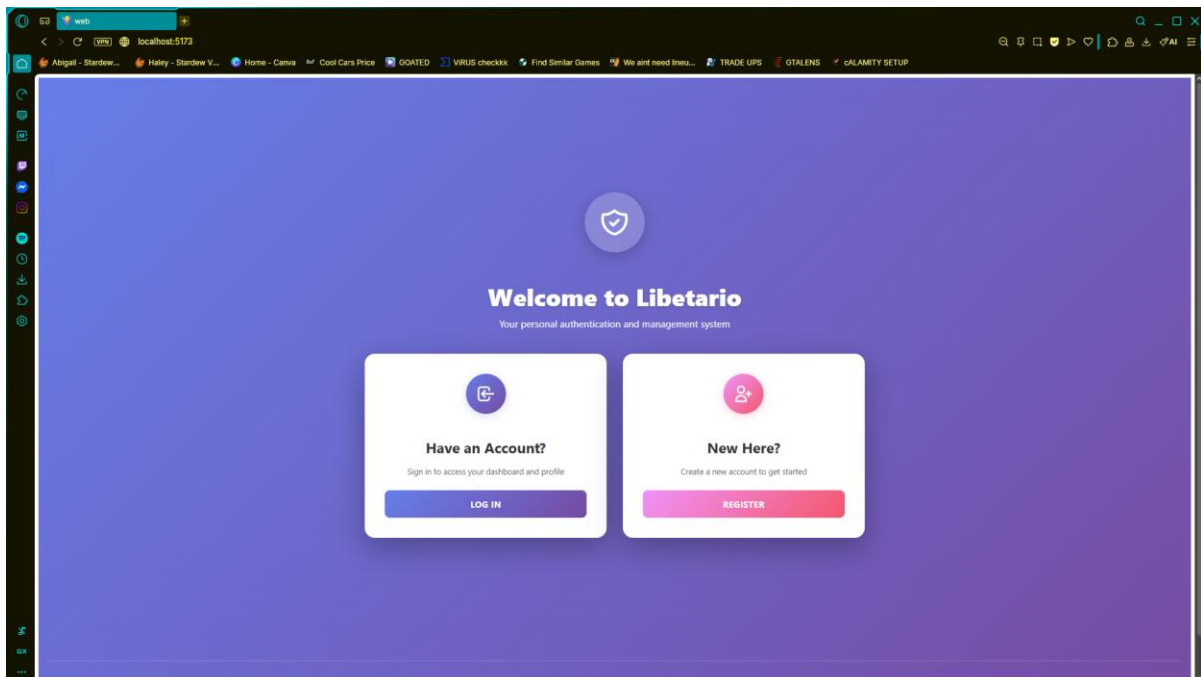 web
VPN localhost:5173
AI
Abigail - Stardew... Haley - Stardew V... Home - Canva Cool Cars Price GOATED VIRUS checkkk Find Similar Games We aint need lineu... TRADE UPS GTALENS cALAMITY SETUP
Welcome to Libetario
Your personal authentication and management system
Have an Account?
Sign in to access your dashboard and profile
LOG IN
New Here?
Create a new account to get started
REGISTER
GX